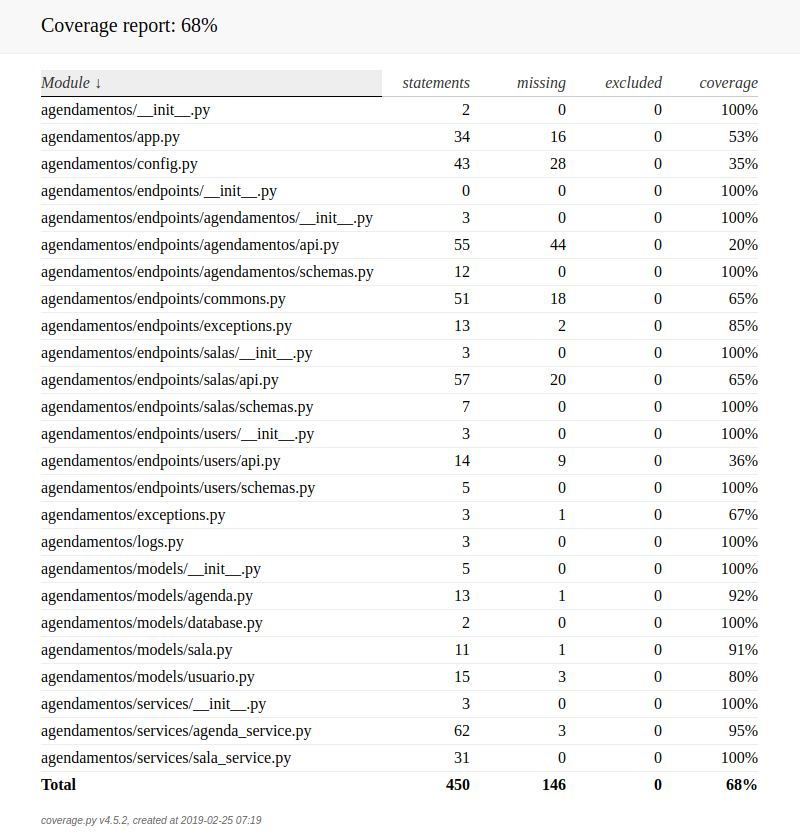 Coverage report: 68%
Module ↓ statements missing excluded coverage
agendamentos/__init__.py 2 0 0 100%
agendamentos/app.py 34 16 0 53%
agendamentos/config.py 43 28 0 35%
agendamentos/endpoints/__init__.py 0 0 0 100%
agendamentos/endpoints/agendamentos/__init__.py 3 0 0 100%
agendamentos/endpoints/agendamentos/api.py 55 44 0 20%
agendamentos/endpoints/agendamentos/schemas.py 12 0 0 100%
agendamentos/endpoints/commons.py 51 18 0 65%
agendamentos/endpoints/exceptions.py 13 2 0 85%
agendamentos/endpoints/salas/__init__.py 3 0 0 100%
agendamentos/endpoints/salas/api.py 57 20 0 65%
agendamentos/endpoints/salas/schemas.py 7 0 0 100%
agendamentos/endpoints/users/__init__.py 3 0 0 100%
agendamentos/endpoints/users/api.py 14 9 0 36%
agendamentos/endpoints/users/schemas.py 5 0 0 100%
agendamentos/exceptions.py 3 1 0 67%
agendamentos/logs.py 3 0 0 100%
agendamentos/models/__init__.py 5 0 0 100%
agendamentos/models/agenda.py 13 1 0 92%
agendamentos/models/database.py 2 0 0 100%
agendamentos/models/sala.py 11 1 0 91%
agendamentos/models/usuario.py 15 3 0 80%
agendamentos/services/__init__.py 3 0 0 100%
agendamentos/services/agenda_service.py 62 3 0 95%
agendamentos/services/sala_service.py 31 0 0 100%
Total 450 146 0 68%
coverage.py v4.5.2, created at 2019-02-25 07:19